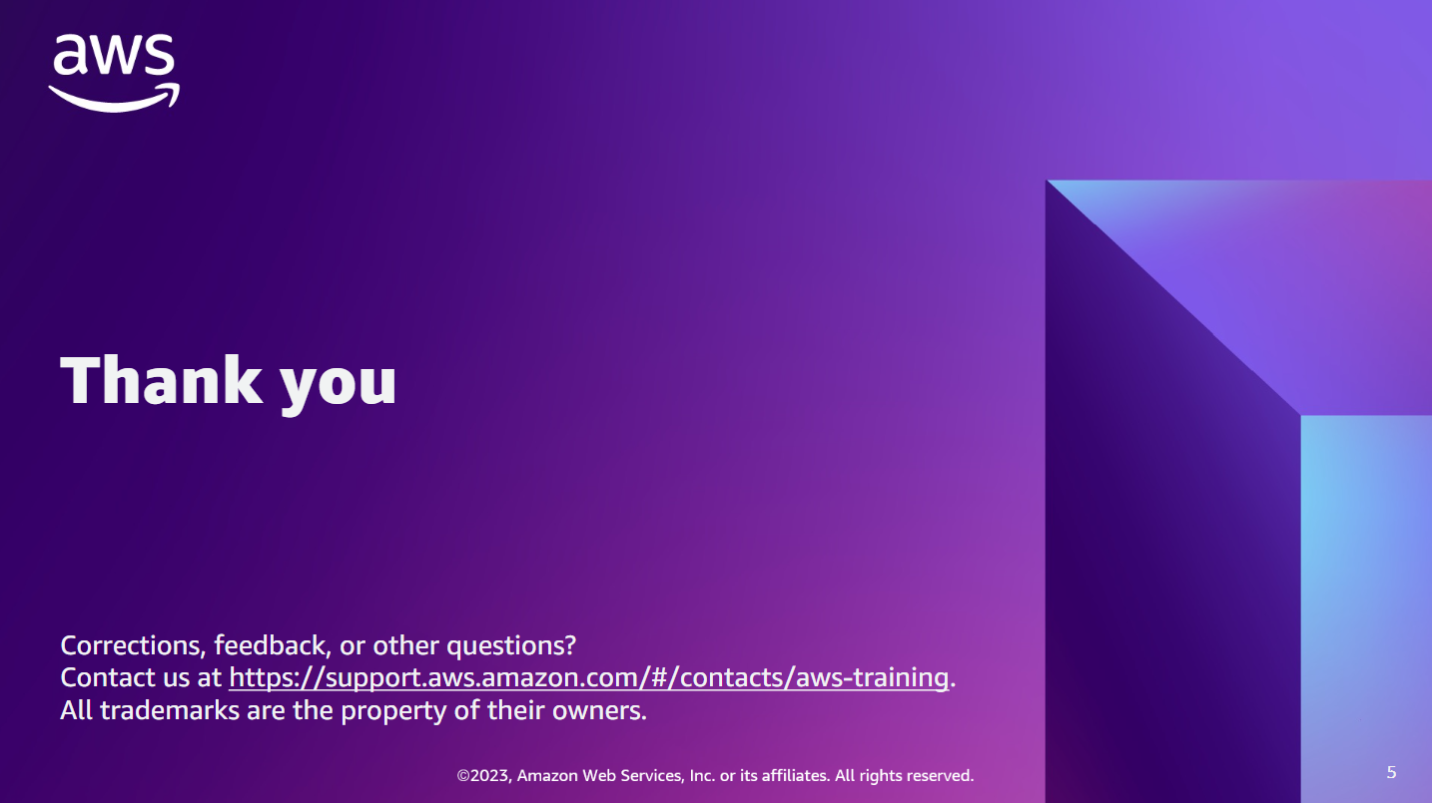 aws
Thank you
Corrections, feedback, or other questions?
Contact us at https://support.aws.amazon.com/#/contacts/aws-training.
All trademarks are the property of their owners.
©2023, Amazon Web Services, Inc. or its affiliates. All rights reserved.
5